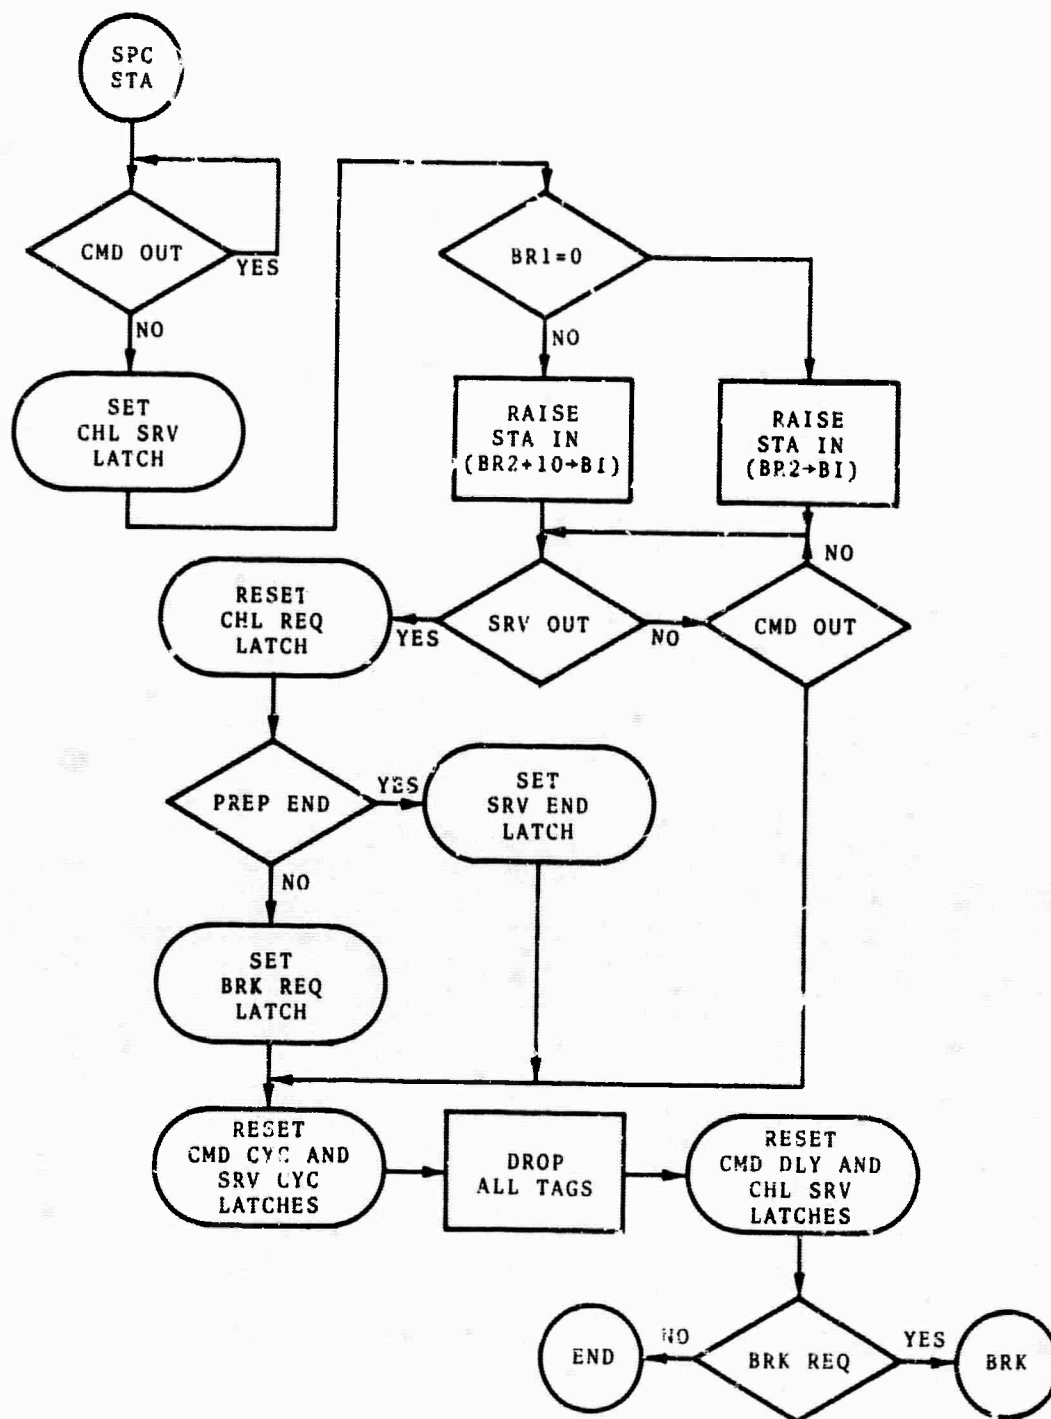 SPC
STA
CMD OUT
YES
NO
SET
CHL SRV
LATCH
BR1=0
NO
RAISE
STA IN
(BR2+10→BI)
RAISE
STA IN
(BR2→BI)
NO
RESET
CHL REQ
LATCH
YES
SRV OUT
NO
CMD OUT
PREP END
YES
SET
SRV END
LATCH
NO
SET
BRK REQ
LATCH
RESET
CMD CYC AND
SRV CYC
LATCHES
DROP
ALL TAGS
RESET
CMD DLY AND
CHL SRV
LATCHES
END
NO
BRK REQ
YES
BRK